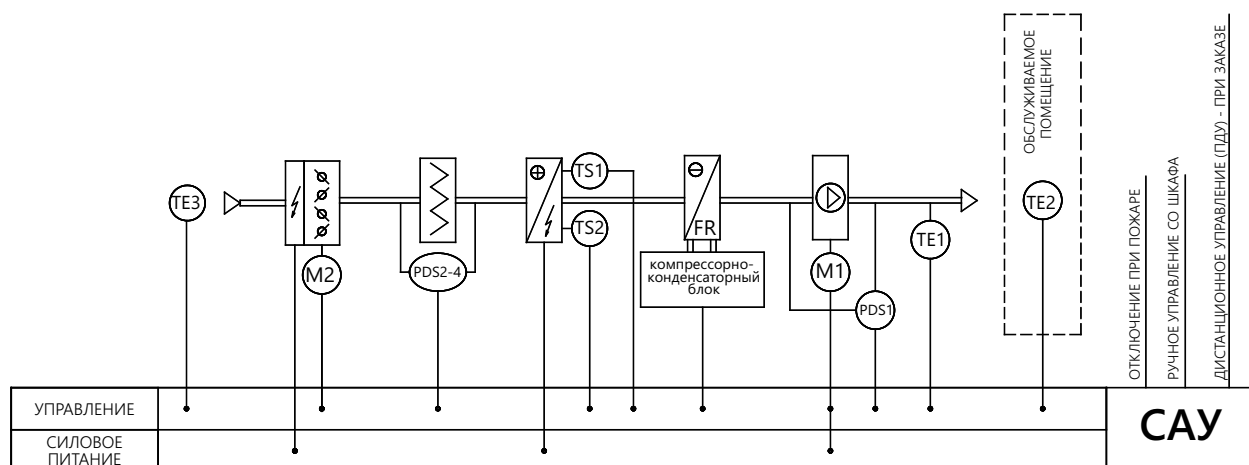 ОБСЛУЖИВАЕМОЕ
ПОМЕЩЕНИЕ
ОТКЛЮЧЕНИЕ ПРИ ПОЖАРЕ
РУЧНОЕ УПРАВЛЕНИЕ СО ШКАФА
ДИСТАНЦИОННОЕ УПРАВЛЕНИЕ (ПДУ) - ПРИ ЗАКАЗЕ
TE3
M2
PDS2-4
TS1
TS2
FR
компрессорно-
конденсаторный
блок
M1
PDS1
TE1
TE2
УПРАВЛЕНИЕ
СИЛОВОЕ
ПИТАНИЕ
САУ